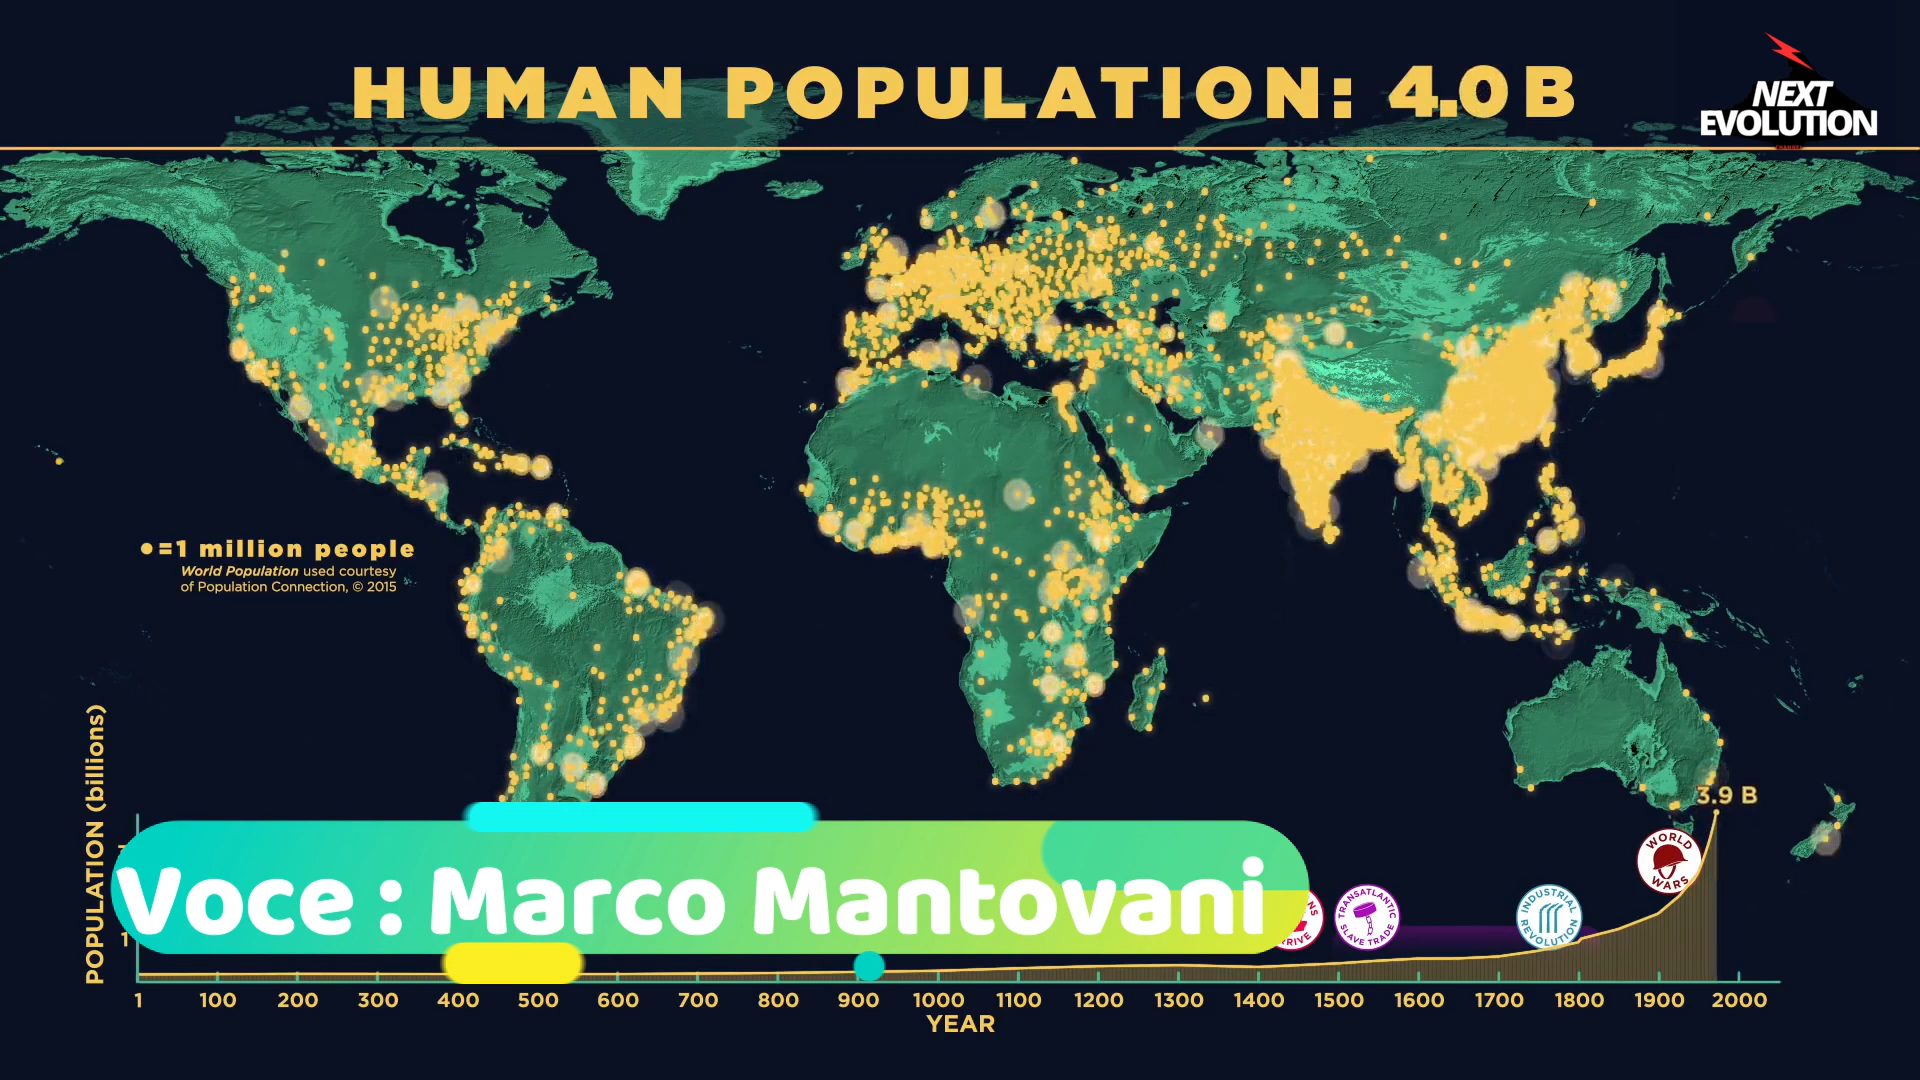 HUMAN POPULATION: 4.0 B
NEXT
EVOLUTION
CHANNEL
=1 million people
World Population used courtesy
of Population Connection, © 2015
POPULATION (billions)
3.9 B
WORLD
WARS
Voce : Marco Mantovani
TRANSATLANTIC
SLAVE TRADE
INDUSTRIAL
REVOLUTION
1
1 100 200 300 400 500 600 700 800 900 1000 1100 1200 1300 1400 1500 1600 1700 1800 1900 2000
YEAR